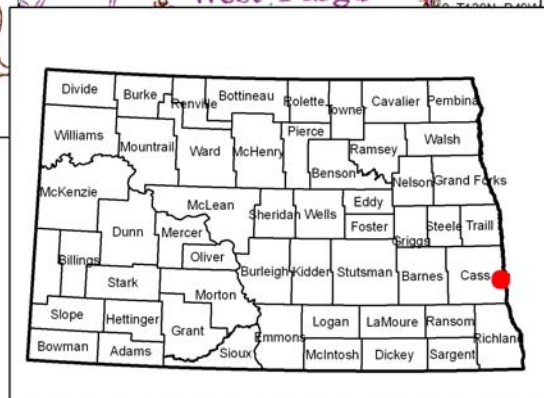 West Fargo
Divide
Burke
Renville
Bottineau
Rolette
Towner
Cavalier
Pembina
Williams
Mountrail
Ward
McHenry
Pierce
Benson
Ramsey
Walsh
Nelson
Grand Forks
McKenzie
McLean
Sheridan
Wells
Eddy
Foster
Griggs
Steele
Traill
Dunn
Mercer
Oliver
Billings
Stark
Morton
Burleigh
Kidder
Stutsman
Barnes
Cass
Slope
Hettinger
Grant
Sioux
Emmons
Logan
LaMoure
Ransom
Richland
Bowman
Adams
McIntosh
Dickey
Sargent